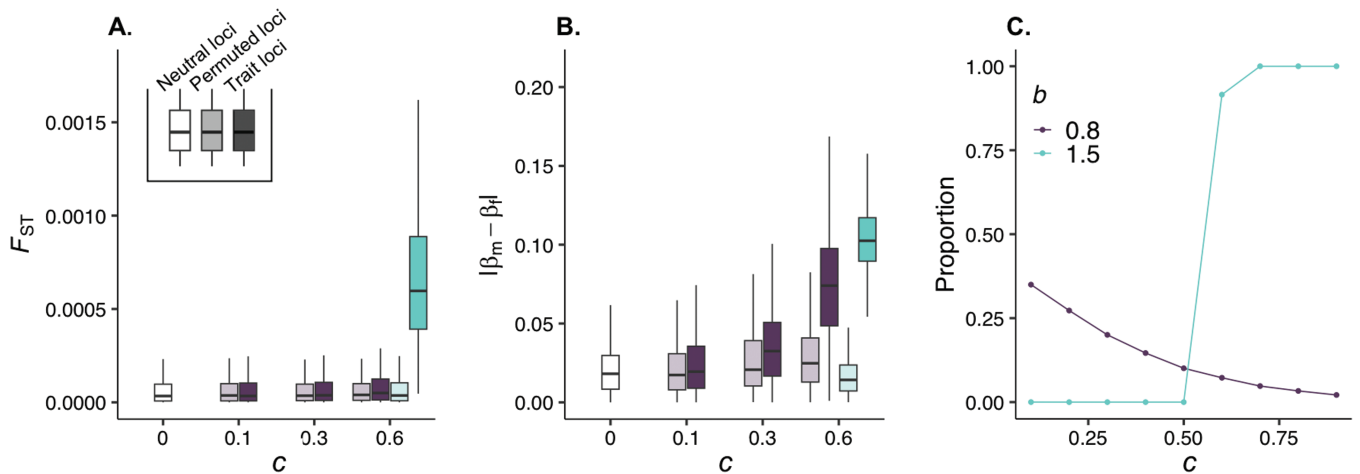 A.
Neutral loci
Permuted loci
Trait loci
0.0015
0.0010
0.0005
0.0000
FST
0
0.1
0.3
0.6
c
B.
0.20
0.15
0.10
0.05
0.00
|βm – βf|
0
0.1
0.3
0.6
c
C.
1.00
0.75
0.50
0.25
0.00
Proportion
b
0.8
1.5
0.25
0.50
0.75
c